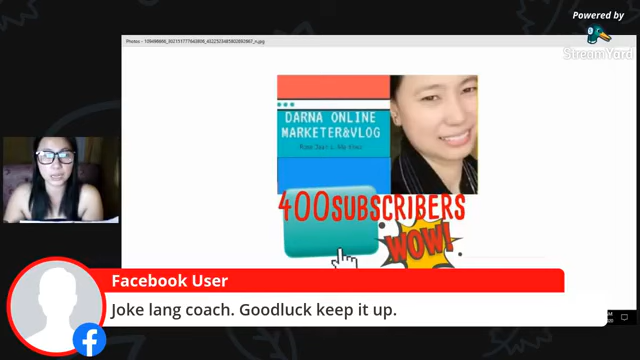 Powered by
StreamYard
DARNA ONLINE
MARKETER&VLOG
400SUBSCRIBERS
WOW!
Facebook User
Joke lang coach. Goodluck keep it up.